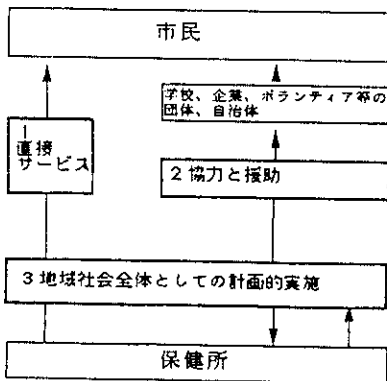 市民
学校、企業、ボランティア等の
団体、自治体
1
直接
サービス
2 協力と援助
3 地域社会全体としての計画的実施
保健所